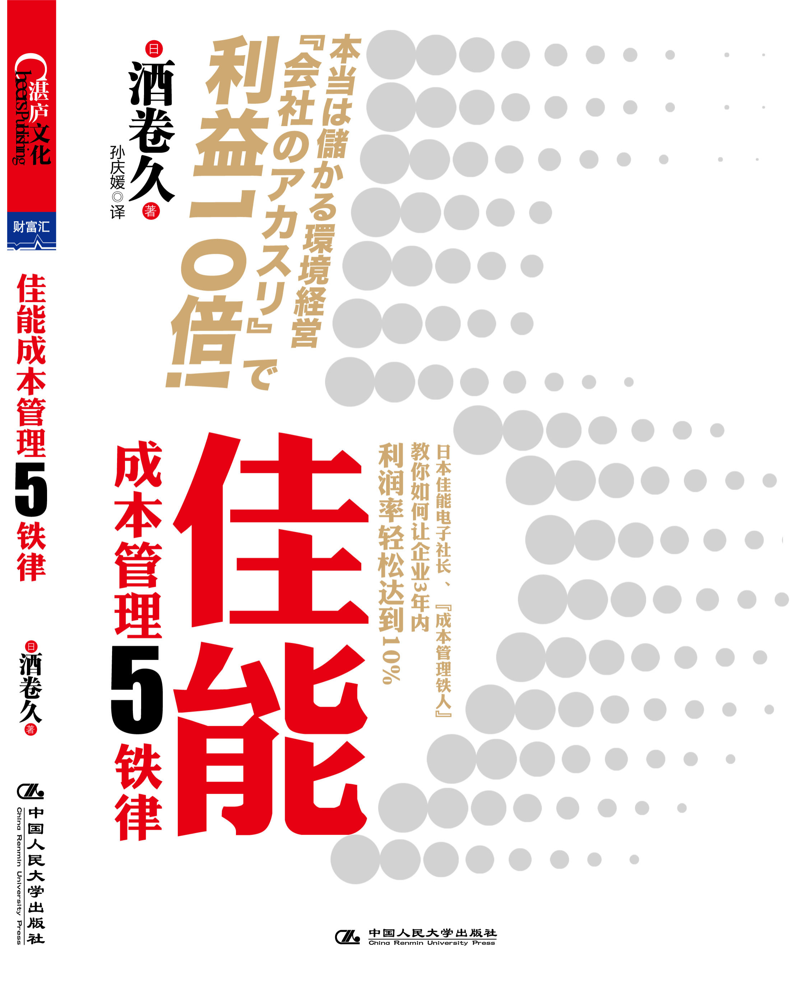 湛庐文化
Cheers Publishing
财富汇
佳能成本管理5铁律
日
酒卷久
著
中国人民大学出版社
China Renmin University Press
本当は儲かる環境経営
『会社のアカスリ』で
利益10倍!
日
酒卷久
著
孙庆媛◎译
日本佳能电子社长、『成本管理铁人』
教你如何让企业3年内
利润率轻松达到10%
佳能
成本管理5铁律
中国人民大学出版社
China Renmin University Press